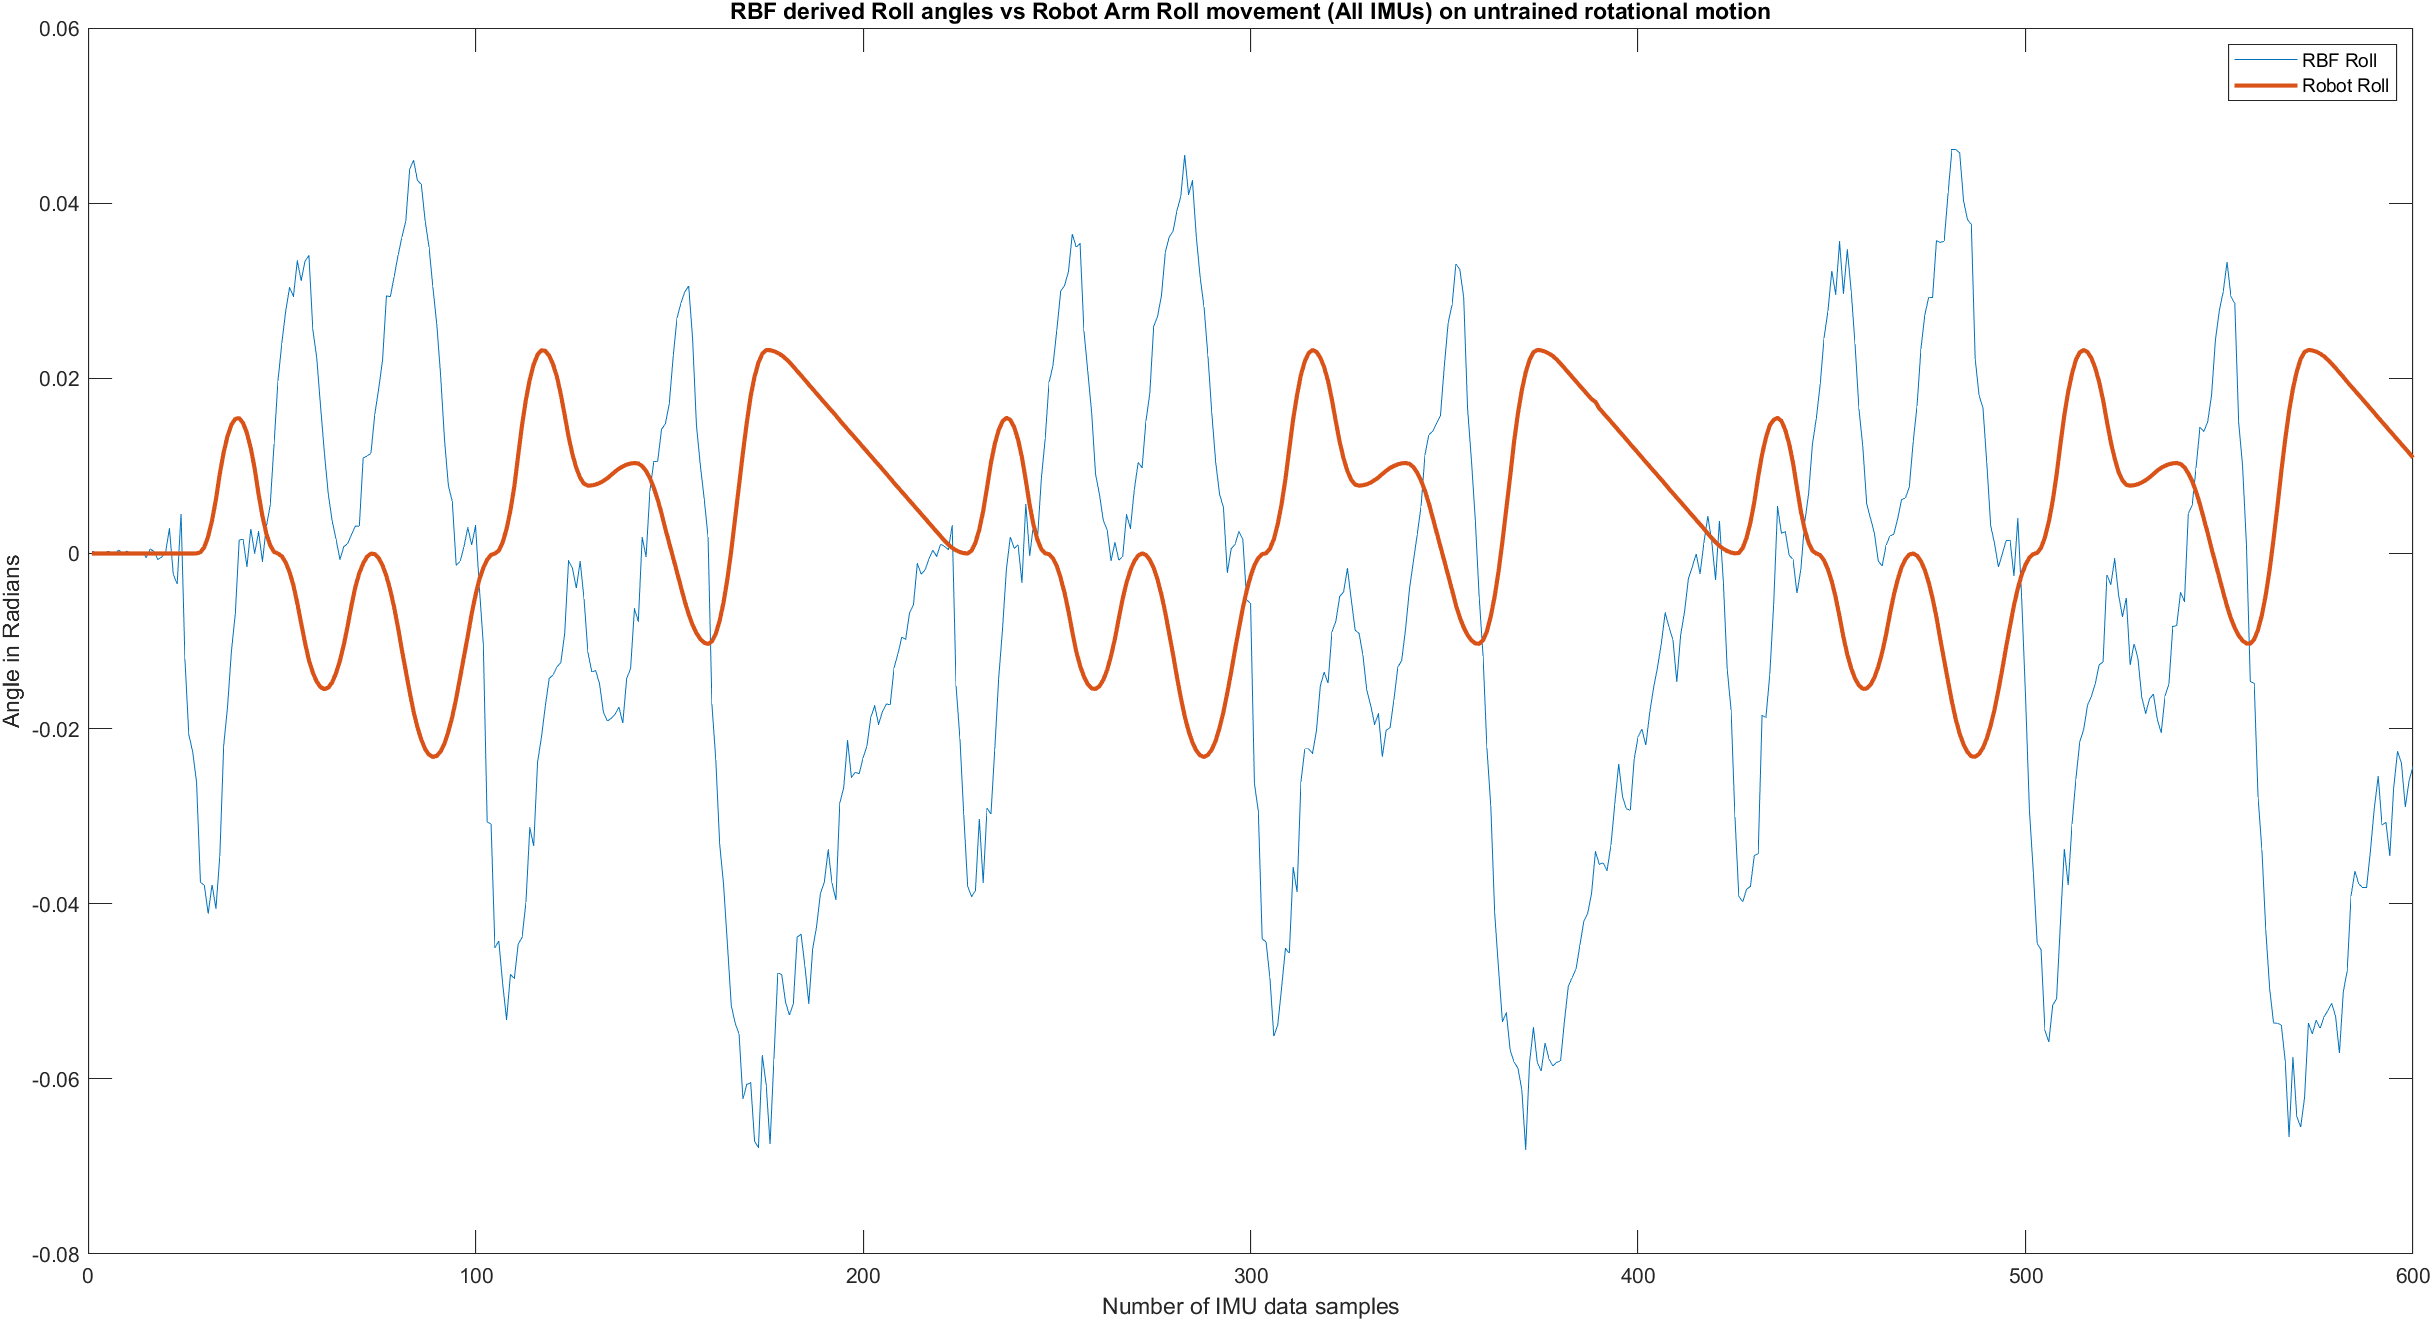 RBF derived Roll angles vs Robot Arm Roll movement (All IMUs) on untrained rotational motion
RBF Roll
Robot Roll
Angle in Radians
0.06
0.04
0.02
0
-0.02
-0.04
-0.06
-0.08
0 100 200 300 400 500 600
Number of IMU data samples